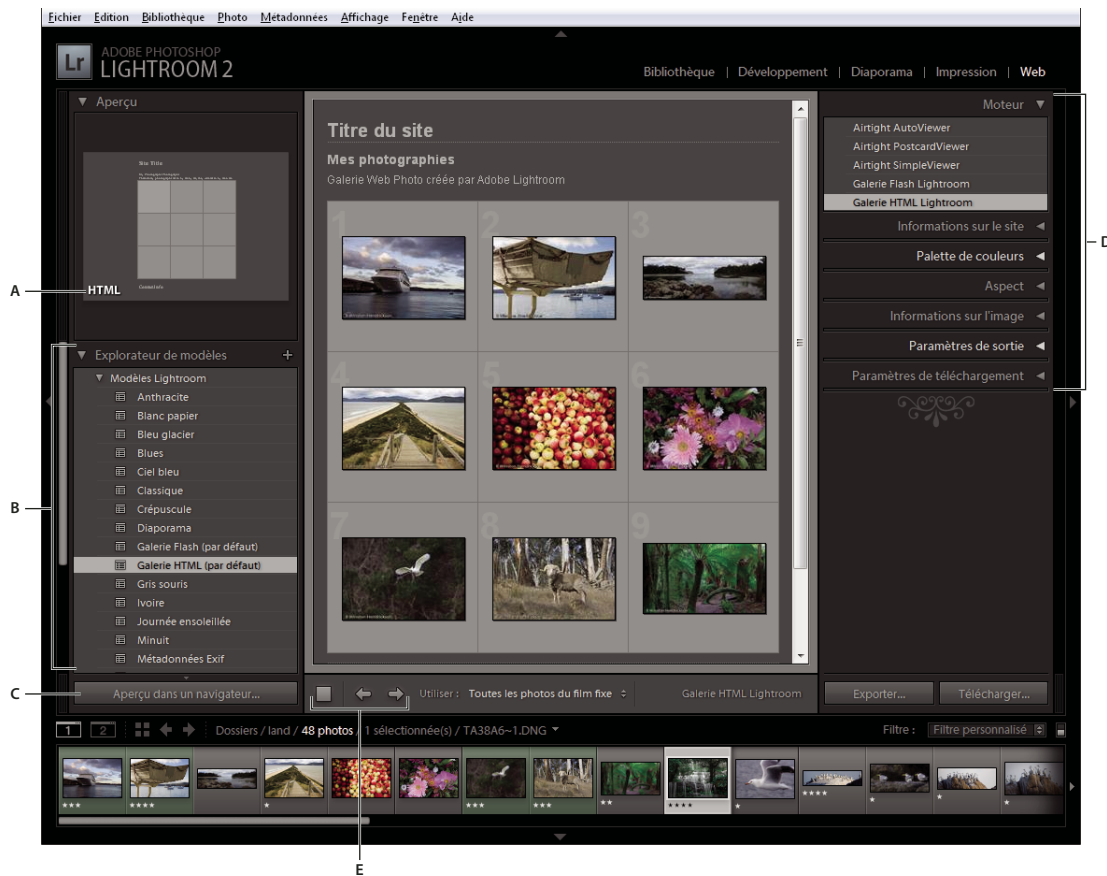 Fichier Edition Bibliothèque Photo Métadonnées Affichage Fenêtre Aide
Lr
ADOBE PHOTOSHOP
LIGHTROOM 2
Bibliothèque | Développement | Diaporama | Impression | Web
Aperçu
Site Title
HTML
A
Explorateur de modèles +
Modèles Lightroom
Anthracite
Blanc papier
Bleu glacier
Blues
Ciel bleu
Classique
Crépuscule
Diaporama
Galerie Flash (par défaut)
Galerie HTML (par défaut)
Gris souris
Ivoire
Journée ensoleillée
Minuit
Métadonnées Exif
B
C
Aperçu dans un navigateur...
Titre du site
Mes photographies
Galerie Web Photo créée par Adobe Lightroom
1 2 3
4 5 6
7 8 9
Moteur
Airtight AutoViewer
Airtight PostcardViewer
Airtight SimpleViewer
Galerie Flash Lightroom
Galerie HTML Lightroom
Informations sur le site
Palette de couleurs
Aspect
Informations sur l'image
Paramètres de sortie
Paramètres de téléchargement
D
Utiliser : Toutes les photos du film fixe
Galerie HTML Lightroom
Exporter... Télécharger...
1 2 Dossiers / land / 48 photos / 1 sélectionnée(s) / TA38A6~1.DNG
Filtre : Filtre personnalisé
E